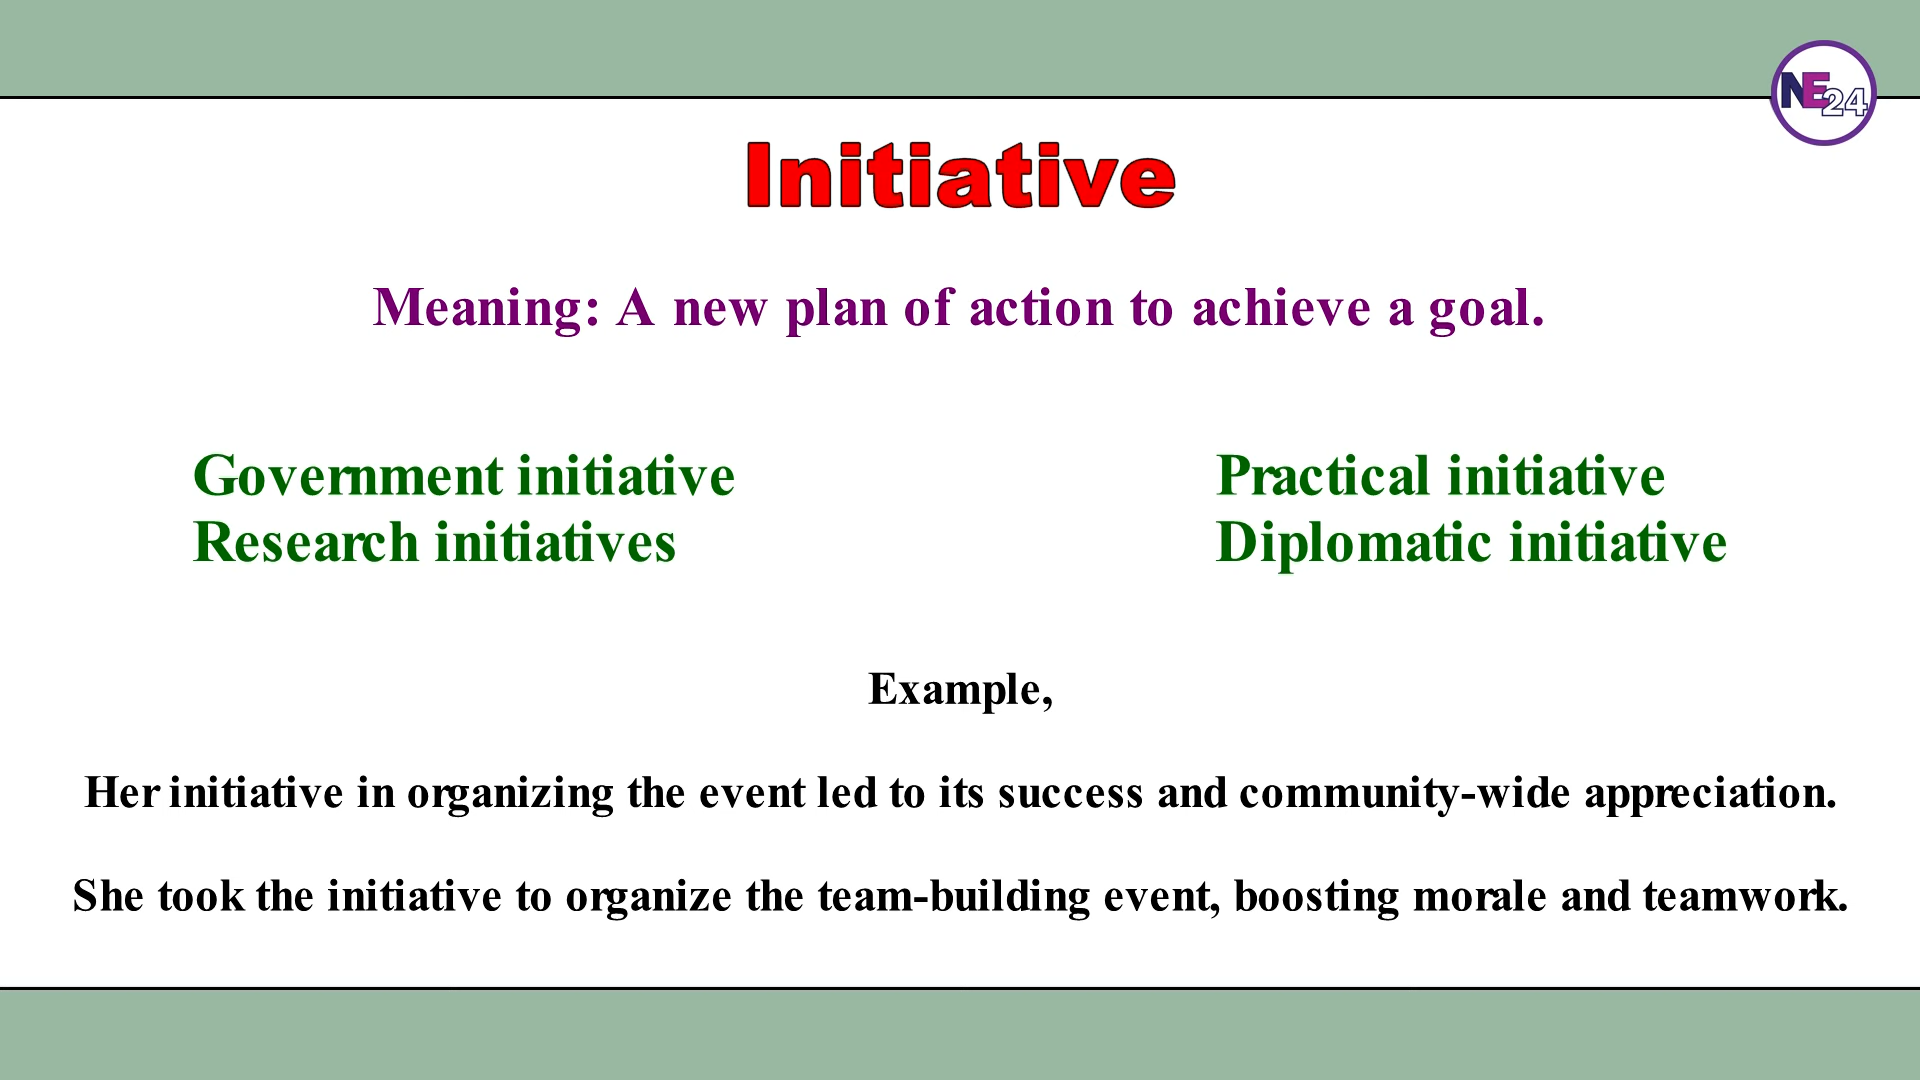 NE24
Initiative
Meaning: A new plan of action to achieve a goal.
Government initiative
Research initiatives
Practical initiative
Diplomatic initiative
Example,
Her initiative in organizing the event led to its success and community-wide appreciation.
She took the initiative to organize the team-building event, boosting morale and teamwork.